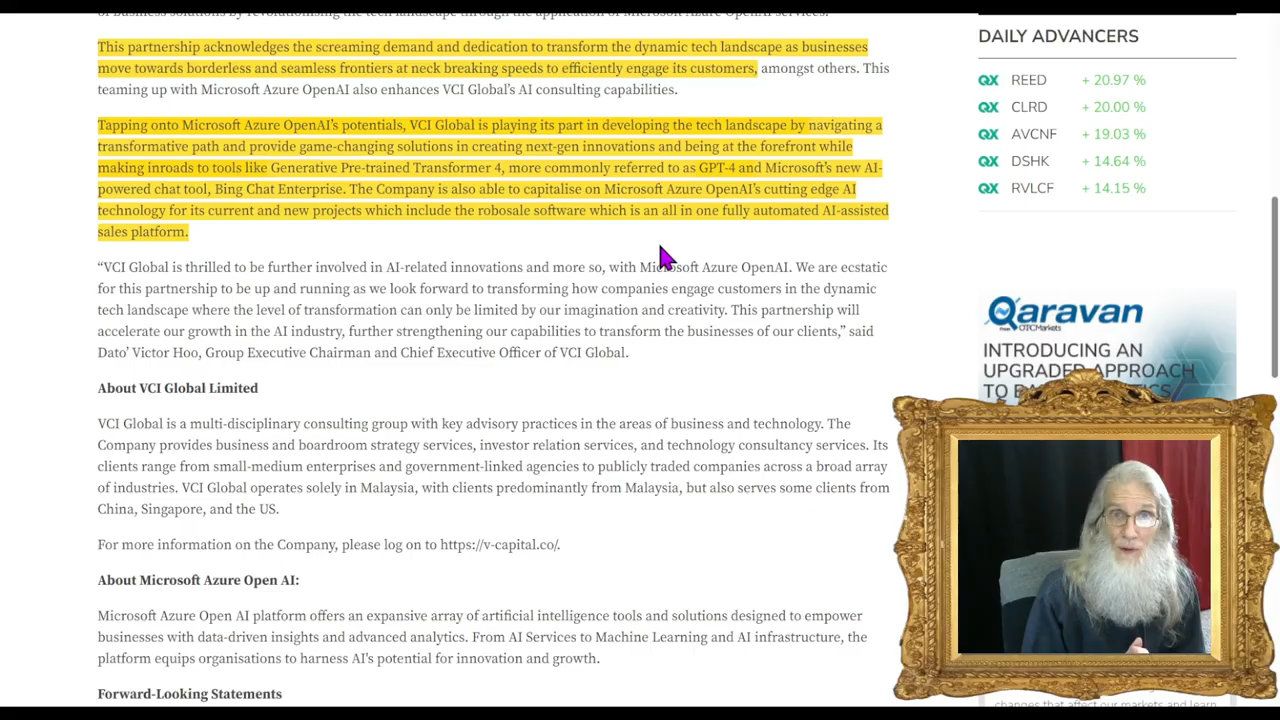 of business solutions by revolutionising the tech landscape through the application of Microsoft Azure OpenAI services.
This partnership acknowledges the screaming demand and dedication to transform the dynamic tech landscape as businesses
move towards borderless and seamless frontiers at neck breaking speeds to efficiently engage its customers, amongst others. This
teaming up with Microsoft Azure OpenAI also enhances VCI Global's AI consulting capabilities.
Tapping onto Microsoft Azure OpenAI's potentials, VCI Global is playing its part in developing the tech landscape by navigating a
transformative path and provide game-changing solutions in creating next-gen innovations and being at the forefront while
making inroads to tools like Generative Pre-trained Transformer 4, more commonly referred to as GPT-4 and Microsoft's new AI-
powered chat tool, Bing Chat Enterprise. The Company is also able to capitalise on Microsoft Azure OpenAI's cutting edge AI
technology for its current and new projects which include the robosale software which is an all in one fully automated AI-assisted
sales platform.
“VCI Global is thrilled to be further involved in AI-related innovations and more so, with Microsoft Azure OpenAI. We are ecstatic
for this partnership to be up and running as we look forward to transforming how companies engage customers in the dynamic
tech landscape where the level of transformation can only be limited by our imagination and creativity. This partnership will
accelerate our growth in the AI industry, further strengthening our capabilities to transform the businesses of our clients,” said
Dato' Victor Hoo, Group Executive Chairman and Chief Executive Officer of VCI Global.
About VCI Global Limited
VCI Global is a multi-disciplinary consulting group with key advisory practices in the areas of business and technology. The
Company provides business and boardroom strategy services, investor relation services, and technology consultancy services. Its
clients range from small-medium enterprises and government-linked agencies to publicly traded companies across a broad array
of industries. VCI Global operates solely in Malaysia, with clients predominantly from Malaysia, but also serves some clients from
China, Singapore, and the US.
For more information on the Company, please log on to https://v-capital.co/.
About Microsoft Azure Open AI:
Microsoft Azure Open AI platform offers an expansive array of artificial intelligence tools and solutions designed to empower
businesses with data-driven insights and advanced analytics. From AI Services to Machine Learning and AI infrastructure, the
platform equips organisations to harness AI's potential for innovation and growth.
Forward-Looking Statements
DAILY ADVANCERS
QX REED + 20.97 %
QX CLRD + 20.00 %
QX AVCNF + 19.03 %
QX DSHK + 14.64 %
QX RVLCF + 14.15 %
Qaravan
From OTCMarkets
INTRODUCING AN
UPGRADED APPROACH
TO
changes that affect our markets and learn